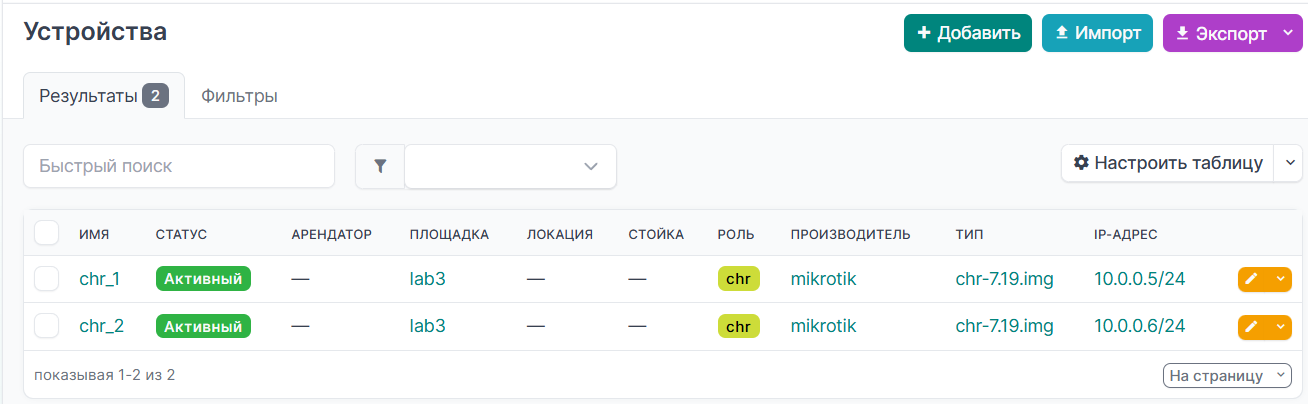 Устройства
Добавить Импорт Экспорт
Результаты 2 Фильтры
Быстрый поиск
Настроить таблицу
ИМЯ СТАТУС АРЕНДАТОР ПЛОЩАДКА ЛОКАЦИЯ СТОЙКА РОЛЬ ПРОИЗВОДИТЕЛЬ ТИП IP-АДРЕС
chr_1 Активный — lab3 — — chr mikrotik chr-7.19.img 10.0.0.5/24
chr_2 Активный — lab3 — — chr mikrotik chr-7.19.img 10.0.0.6/24
показывая 1-2 из 2 На страницу